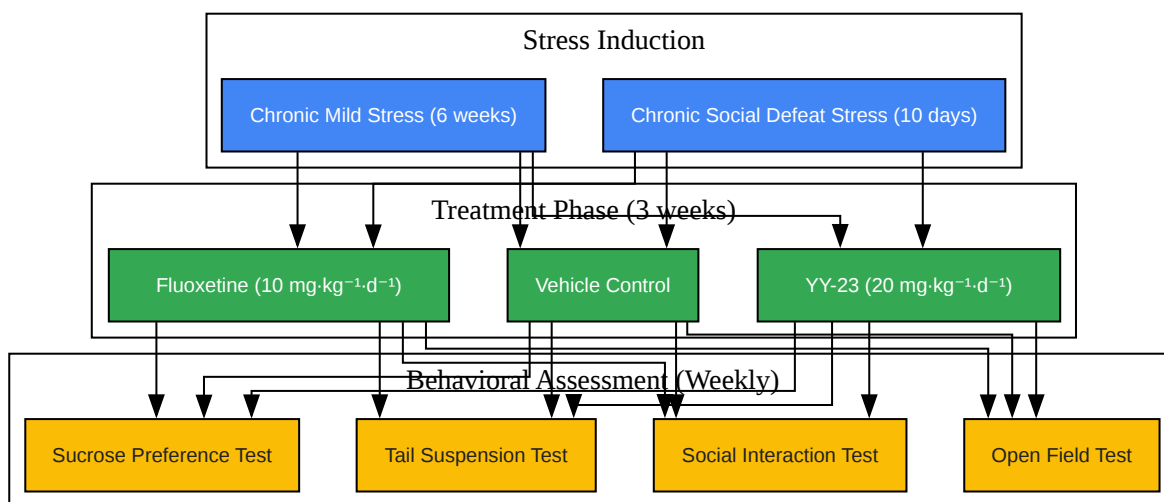 Stress Induction
Chronic Mild Stress (6 weeks)
Chronic Social Defeat Stress (10 days)
Treatment Phase (3 weeks)
Fluoxetine (10 mg·kg⁻¹·d⁻¹)
Vehicle Control
YY-23 (20 mg·kg⁻¹·d⁻¹)
Behavioral Assessment (Weekly)
Sucrose Preference Test
Tail Suspension Test
Social Interaction Test
Open Field Test